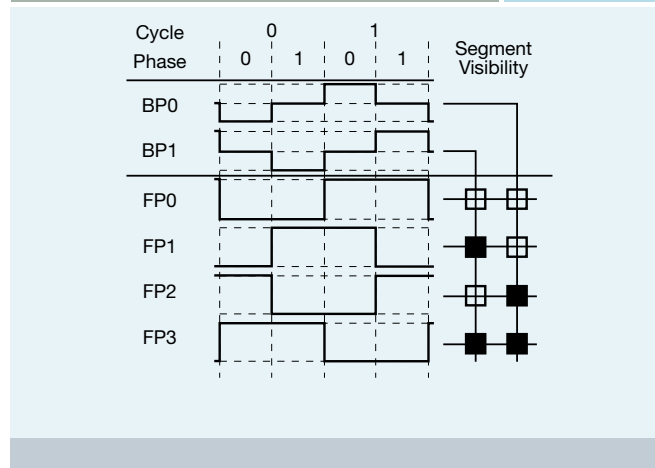 Cycle 0 1
Phase 0 1 0 1
Segment
Visibility
BP0
BP1
FP0
FP1
FP2
FP3